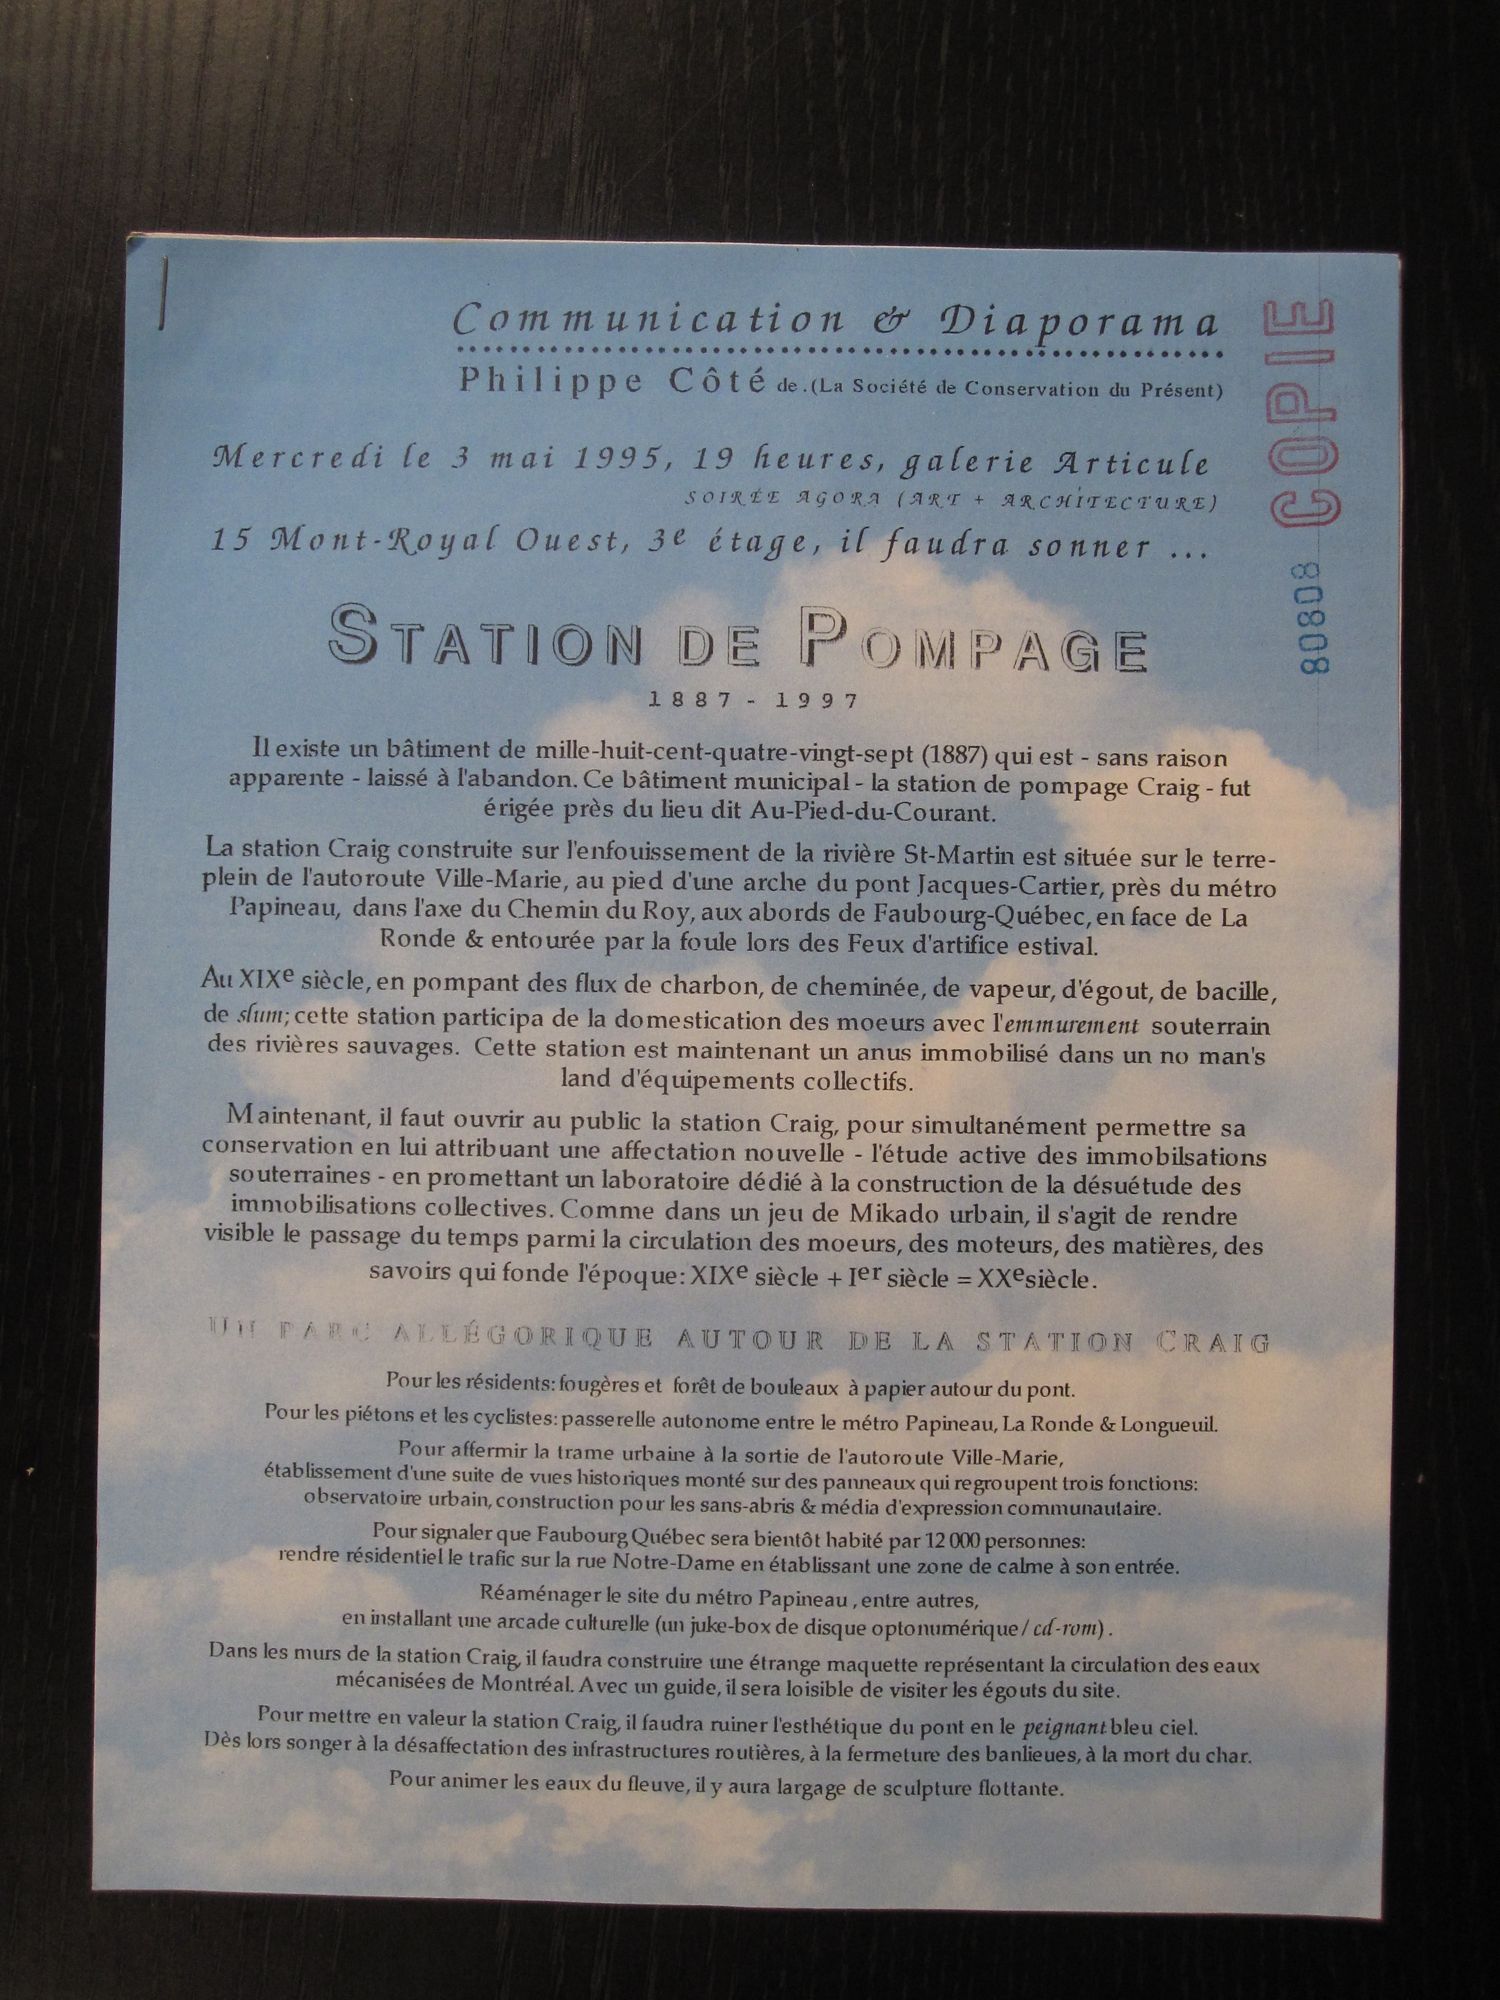 Communication & Diaporama
Philippe Côté de .(La Société de Conservation du Présent)
Mercredi le 3 mai 1995, 19 heures, galerie Articule
SOIRÉE AGORA (ART + ARCHITECTURE)
15 Mont-Royal Ouest, 3e étage, il faudra sonner ...
COPIE
80808
STATION DE POMPAGE
1887 - 1997
Il existe un bâtiment de mille-huit-cent-quatre-vingt-sept (1887) qui est - sans raison
apparente - laissé à l'abandon. Ce bâtiment municipal - la station de pompage Craig - fut
érigée près du lieu dit Au-Pied-du-Courant.
La station Craig construite sur l'enfouissement de la rivière St-Martin est située sur le terre-
plein de l'autoroute Ville-Marie, au pied d'une arche du pont Jacques-Cartier, près du métro
Papineau, dans l'axe du Chemin du Roy, aux abords de Faubourg-Québec, en face de La
Ronde & entourée par la foule lors des Feux d'artifice estival.
Au XIXe siècle, en pompant des flux de charbon, de cheminée, de vapeur, d'égout, de bacille,
de slum; cette station participa de la domestication des moeurs avec l'emmurement souterrain
des rivières sauvages. Cette station est maintenant un anus immobilisé dans un no man's
land d'équipements collectifs.
Maintenant, il faut ouvrir au public la station Craig, pour simultanément permettre sa
conservation en lui attribuant une affectation nouvelle - l'étude active des immobilsations
souterraines - en promettant un laboratoire dédié à la construction de la désuétude des
immobilisations collectives. Comme dans un jeu de Mikado urbain, il s'agit de rendre
visible le passage du temps parmi la circulation des moeurs, des moteurs, des matières, des
savoirs qui fonde l'époque: XIXe siècle + Ier siècle = XXe siècle.
UN PARC ALLÉGORIQUE AUTOUR DE LA STATION CRAIG
Pour les résidents: fougères et forêt de bouleaux à papier autour du pont.
Pour les piétons et les cyclistes: passerelle autonome entre le métro Papineau, La Ronde & Longueuil.
Pour affermir la trame urbaine à la sortie de l'autoroute Ville-Marie,
établissement d'une suite de vues historiques monté sur des panneaux qui regroupent trois fonctions:
observatoire urbain, construction pour les sans-abris & média d'expression communautaire.
Pour signaler que Faubourg Québec sera bientôt habité par 12 000 personnes:
rendre résidentiel le trafic sur la rue Notre-Dame en établissant une zone de calme à son entrée.
Réaménager le site du métro Papineau , entre autres,
en installant une arcade culturelle (un juke-box de disque optonumérique/ cd-rom) .
Dans les murs de la station Craig, il faudra construire une étrange maquette représentant la circulation des eaux
mécanisées de Montréal. Avec un guide, il sera loisible de visiter les égouts du site.
Pour mettre en valeur la station Craig, il faudra ruiner l'esthétique du pont en le peignant bleu ciel.
Dès lors songer à la désaffectation des infrastructures routières, à la fermeture des banlieues, à la mort du char.
Pour animer les eaux du fleuve, il y aura largage de sculpture flottante.